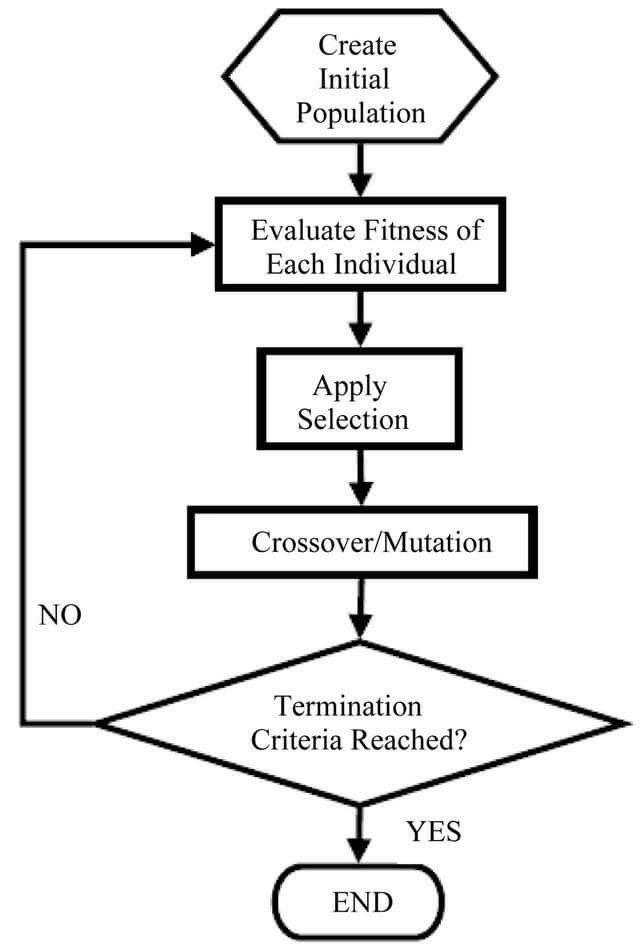 Create
Initial
Population
Evaluate Fitness of
Each Individual
Apply
Selection
Crossover/Mutation
NO
Termination
Criteria Reached?
YES
END